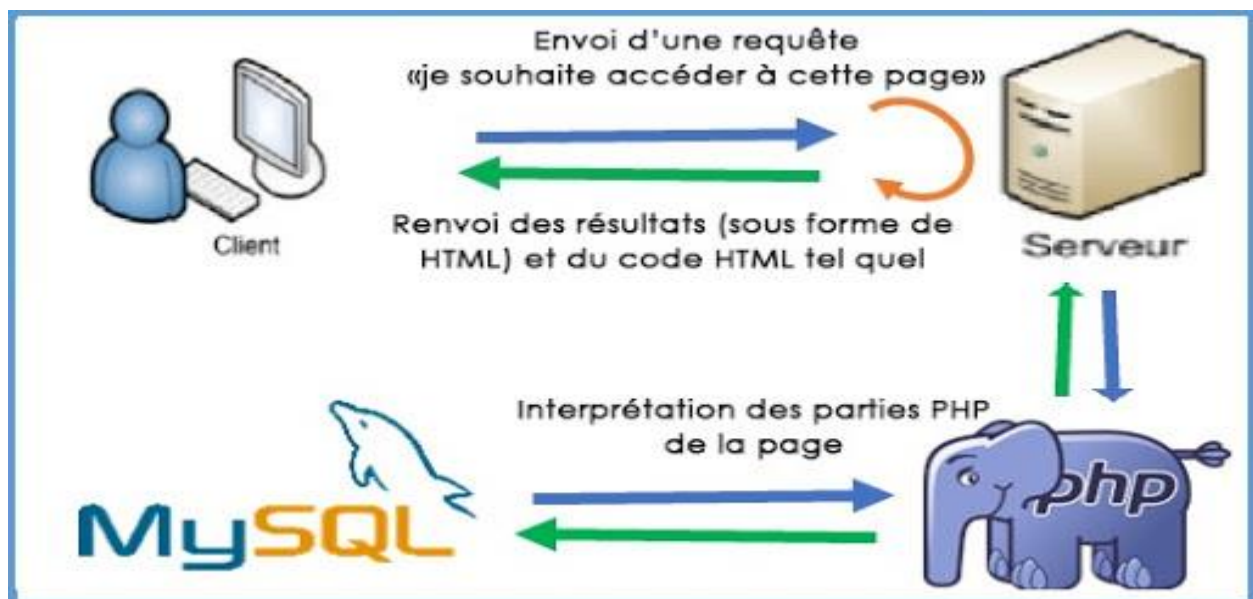 Envoi d'une requête
«je souhaite accéder à cette page»
Client
Renvoi des résultats (sous forme de
HTML) et du code HTML tel quel
Serveur
Interprétation des parties PHP
de la page
MySQL
php